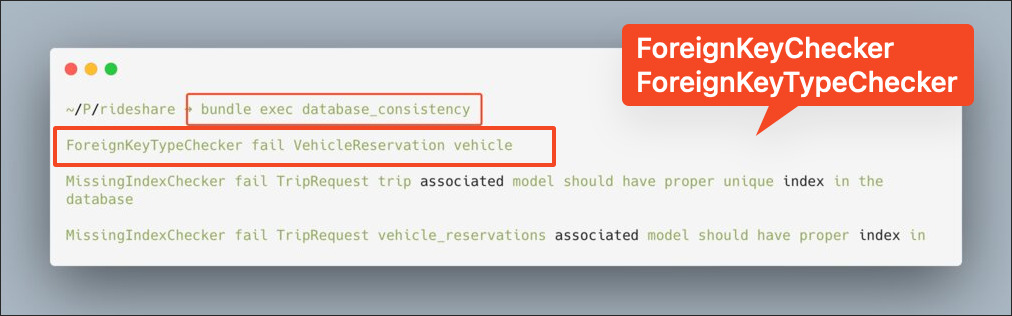 ForeignKeyChecker
ForeignKeyTypeChecker
~/P/rideshare → bundle exec database_consistency
ForeignKeyTypeChecker fail VehicleReservation vehicle
MissingIndexChecker fail TripRequest trip associated model should have proper unique index in the
database
MissingIndexChecker fail TripRequest vehicle_reservations associated model should have proper index in